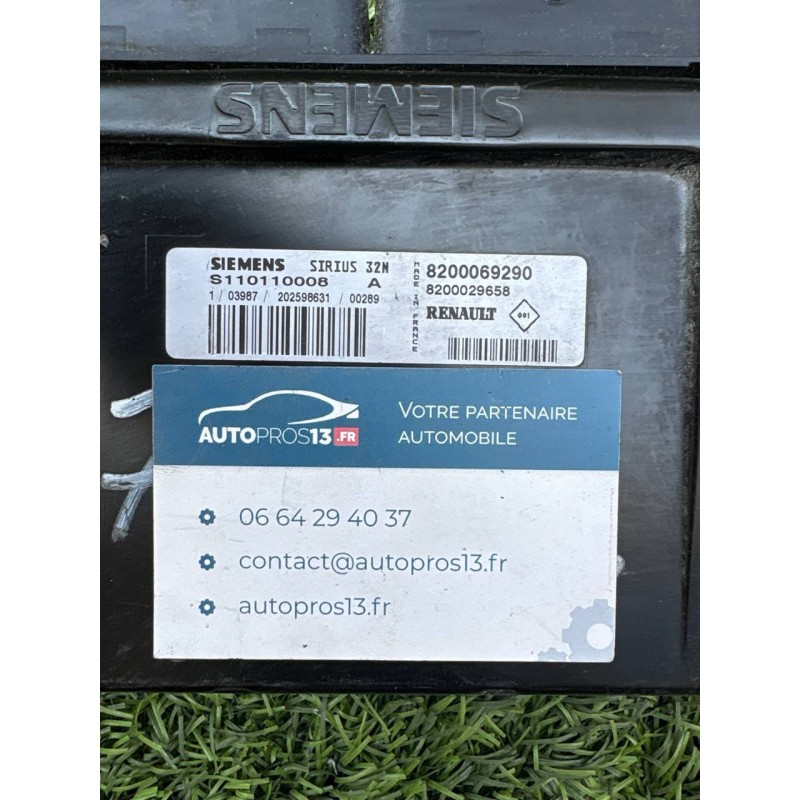 SIEMENS
SIEMENS SIRIUS 32N
S110110008 A
1 / 03987 / 202598631 / 00289
MADE IN FRANCE
8200069290
8200029658
RENAULT 001
AUTOPROS13.FR
VOTRE PARTENAIRE
AUTOMOBILE
06 64 29 40 37
contact@autopros13.fr
autopros13.fr